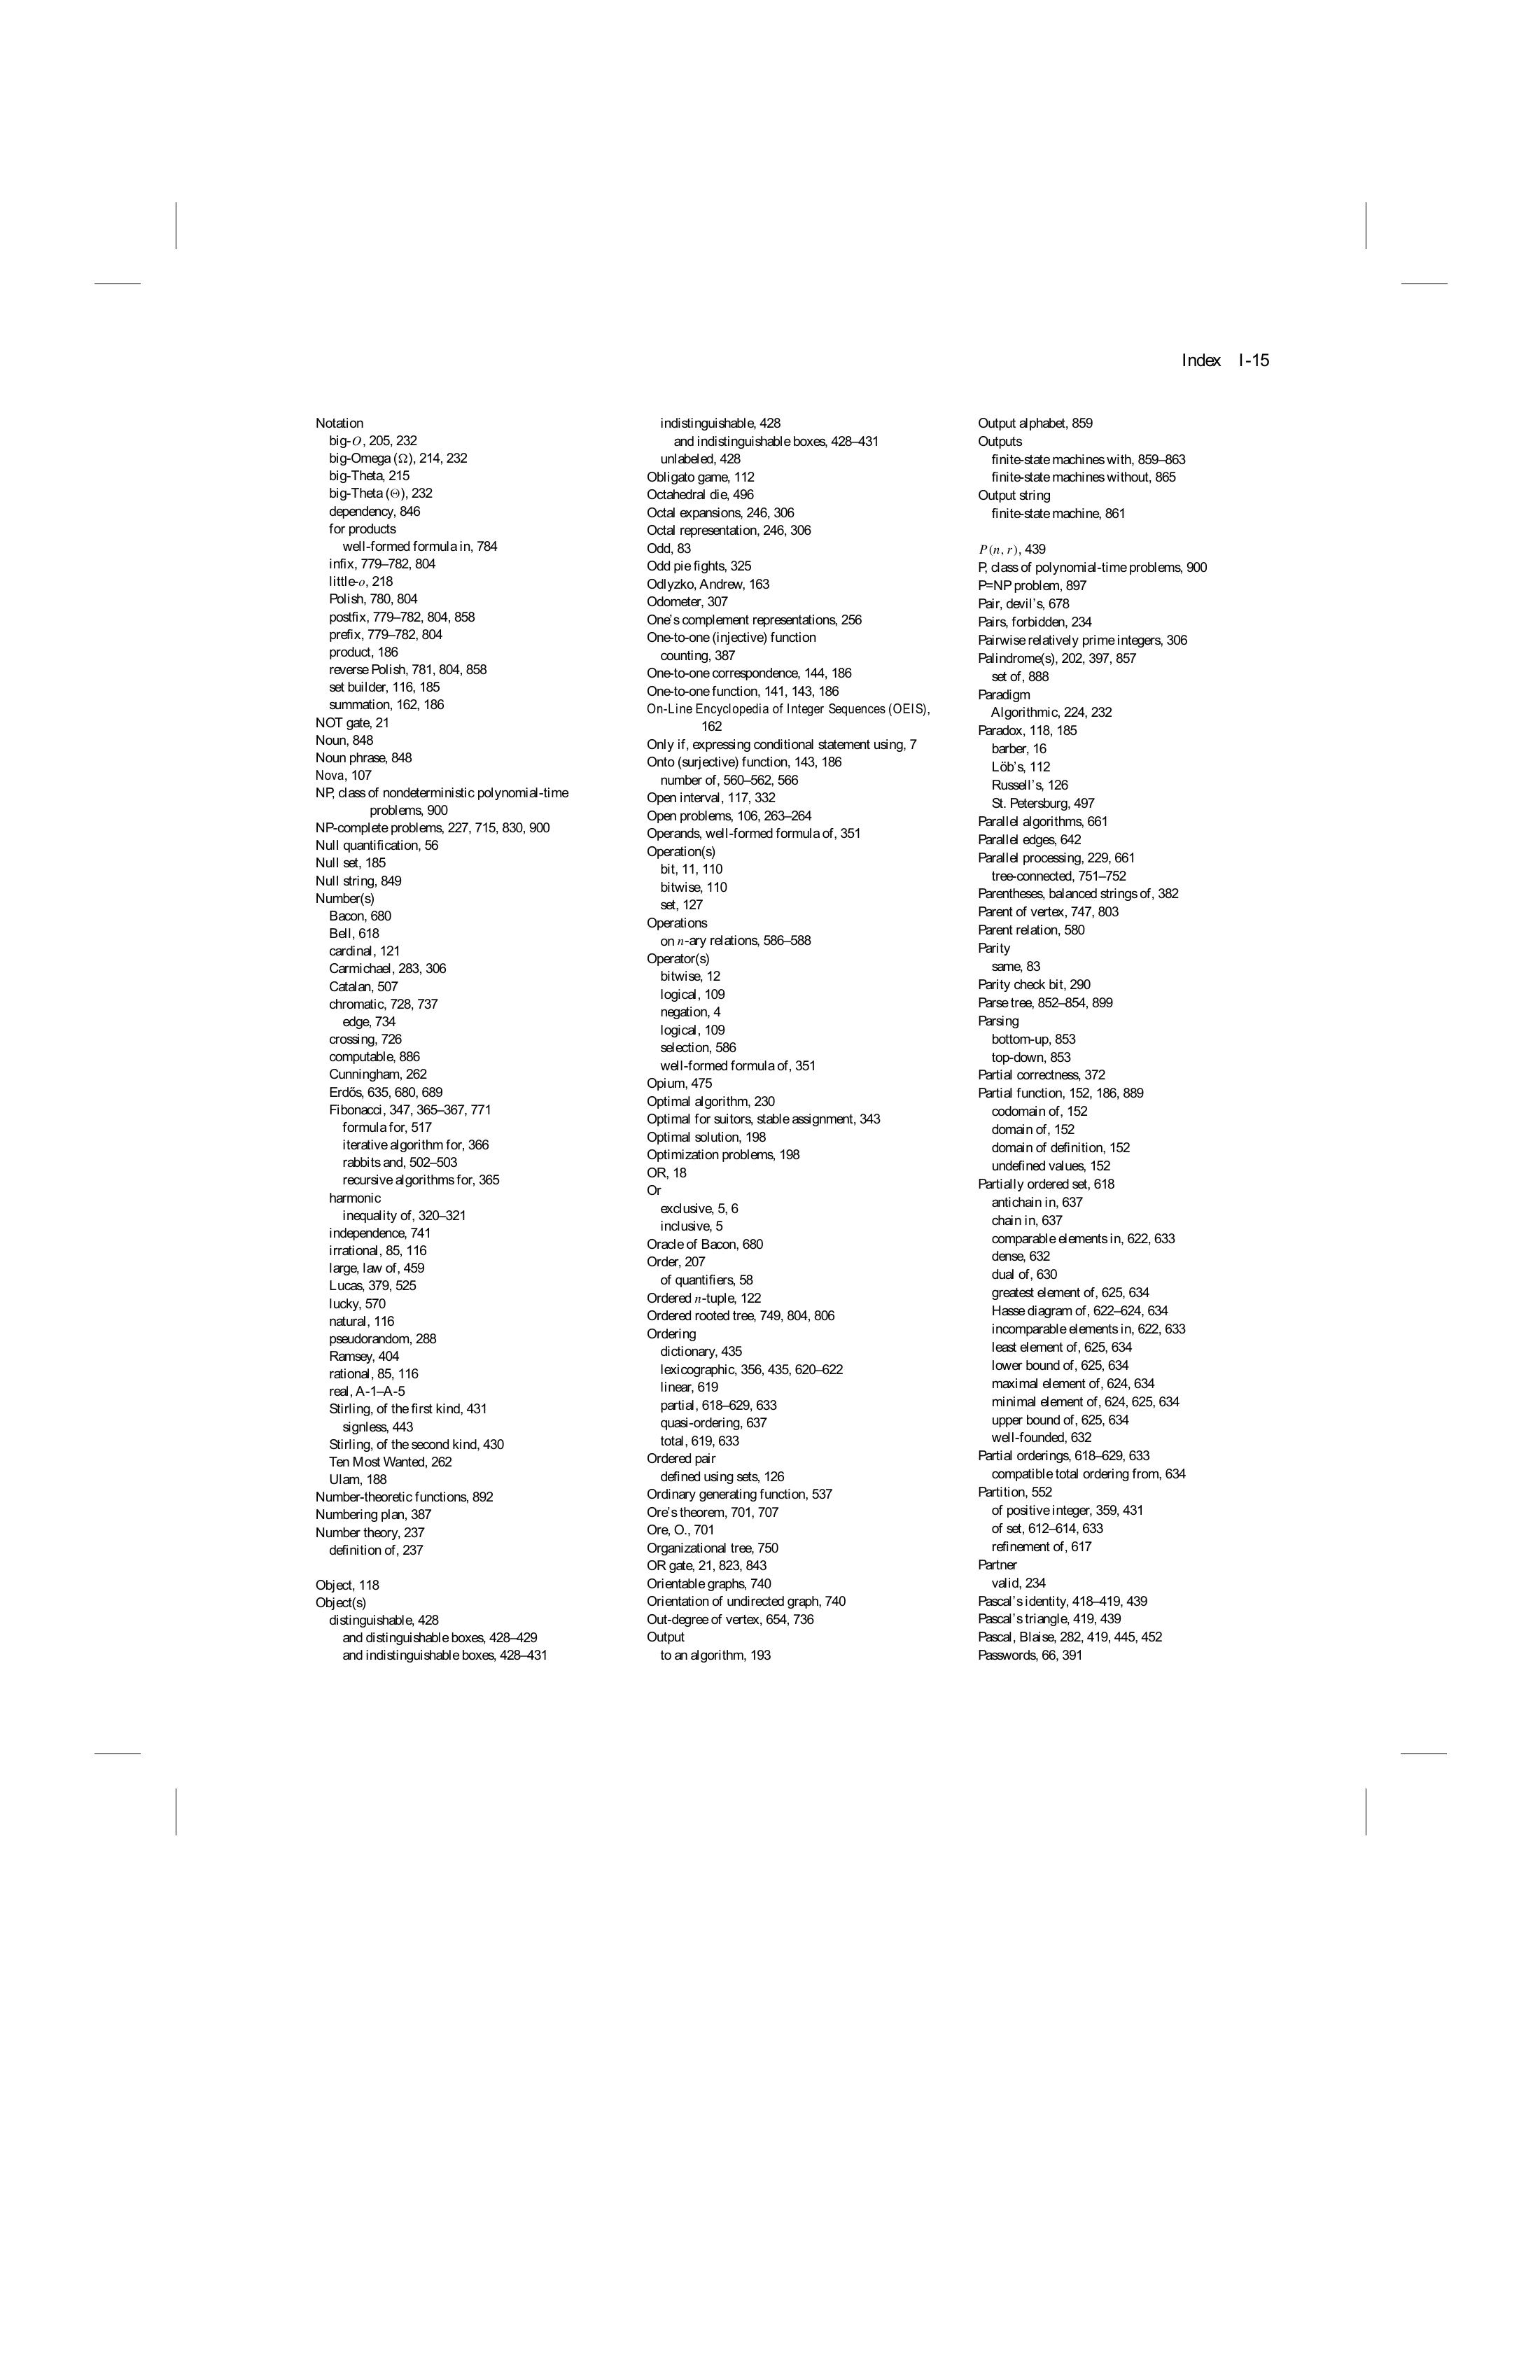 Index I-15
Notation
big-O, 205, 232
big-Omega (Ω), 214, 232
big-Theta, 215
big-Theta (Θ), 232
dependency, 846
for products
well-formed formula in, 784
infix, 779–782, 804
little-o, 218
Polish, 780, 804
postfix, 779–782, 804, 858
prefix, 779–782, 804
product, 186
reverse Polish, 781, 804, 858
set builder, 116, 185
summation, 162, 186
NOT gate, 21
Noun, 848
Noun phrase, 848
Nova, 107
NP, class of nondeterministic polynomial-time
problems, 900
NP-complete problems, 227, 715, 830, 900
Null quantification, 56
Null set, 185
Null string, 849
Number(s)
Bacon, 680
Bell, 618
cardinal, 121
Carmichael, 283, 306
Catalan, 507
chromatic, 728, 737
edge, 734
crossing, 726
computable, 886
Cunningham, 262
Erdős, 635, 680, 689
Fibonacci, 347, 365–367, 771
formula for, 517
iterative algorithm for, 366
rabbits and, 502–503
recursive algorithms for, 365
harmonic
inequality of, 320–321
independence, 741
irrational, 85, 116
large, law of, 459
Lucas, 379, 525
lucky, 570
natural, 116
pseudorandom, 288
Ramsey, 404
rational, 85, 116
real, A-1–A-5
Stirling, of the first kind, 431
signless, 443
Stirling, of the second kind, 430
Ten Most Wanted, 262
Ulam, 188
Number-theoretic functions, 892
Numbering plan, 387
Number theory, 237
definition of, 237
Object, 118
Object(s)
distinguishable, 428
and distinguishable boxes, 428–429
and indistinguishable boxes, 428–431
indistinguishable, 428
and indistinguishable boxes, 428–431
unlabeled, 428
Obligato game, 112
Octahedral die, 496
Octal expansions, 246, 306
Octal representation, 246, 306
Odd, 83
Odd pie fights, 325
Odlyzko, Andrew, 163
Odometer, 307
One's complement representations, 256
One-to-one (injective) function
counting, 387
One-to-one correspondence, 144, 186
One-to-one function, 141, 143, 186
On-Line Encyclopedia of Integer Sequences (OEIS),
162
Only if, expressing conditional statement using, 7
Onto (surjective) function, 143, 186
number of, 560–562, 566
Open interval, 117, 332
Open problems, 106, 263–264
Operands, well-formed formula of, 351
Operation(s)
bit, 11, 110
bitwise, 110
set, 127
Operations
on n-ary relations, 586–588
Operator(s)
bitwise, 12
logical, 109
negation, 4
logical, 109
selection, 586
well-formed formula of, 351
Opium, 475
Optimal algorithm, 230
Optimal for suitors, stable assignment, 343
Optimal solution, 198
Optimization problems, 198
OR, 18
Or
exclusive, 5, 6
inclusive, 5
Oracle of Bacon, 680
Order, 207
of quantifiers, 58
Ordered n-tuple, 122
Ordered rooted tree, 749, 804, 806
Ordering
dictionary, 435
lexicographic, 356, 435, 620–622
linear, 619
partial, 618–629, 633
quasi-ordering, 637
total, 619, 633
Ordered pair
defined using sets, 126
Ordinary generating function, 537
Ore's theorem, 701, 707
Ore, O., 701
Organizational tree, 750
OR gate, 21, 823, 843
Orientable graphs, 740
Orientation of undirected graph, 740
Out-degree of vertex, 654, 736
Output
to an algorithm, 193
Output alphabet, 859
Outputs
finite-state machines with, 859–863
finite-state machines without, 865
Output string
finite-state machine, 861
P(n, r), 439
P, class of polynomial-time problems, 900
P=NP problem, 897
Pair, devil's, 678
Pairs, forbidden, 234
Pairwise relatively prime integers, 306
Palindrome(s), 202, 397, 857
set of, 888
Paradigm
Algorithmic, 224, 232
Paradox, 118, 185
barber, 16
Löb's, 112
Russell's, 126
St. Petersburg, 497
Parallel algorithms, 661
Parallel edges, 642
Parallel processing, 229, 661
tree-connected, 751–752
Parentheses, balanced strings of, 382
Parent of vertex, 747, 803
Parent relation, 580
Parity
same, 83
Parity check bit, 290
Parse tree, 852–854, 899
Parsing
bottom-up, 853
top-down, 853
Partial correctness, 372
Partial function, 152, 186, 889
codomain of, 152
domain of, 152
domain of definition, 152
undefined values, 152
Partially ordered set, 618
antichain in, 637
chain in, 637
comparable elements in, 622, 633
dense, 632
dual of, 630
greatest element of, 625, 634
Hasse diagram of, 622–624, 634
incomparable elements in, 622, 633
least element of, 625, 634
lower bound of, 625, 634
maximal element of, 624, 634
minimal element of, 624, 625, 634
upper bound of, 625, 634
well-founded, 632
Partial orderings, 618–629, 633
compatible total ordering from, 634
Partition, 552
of positive integer, 359, 431
of set, 612–614, 633
refinement of, 617
Partner
valid, 234
Pascal's identity, 418–419, 439
Pascal's triangle, 419, 439
Pascal, Blaise, 282, 419, 445, 452
Passwords, 66, 391